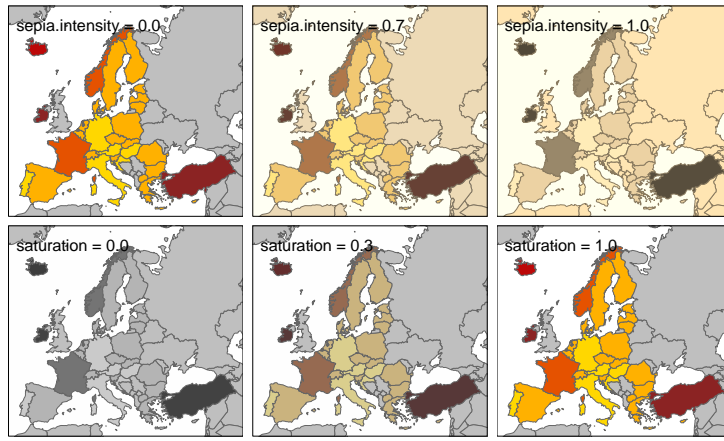 sepia.intensity = 0.0
sepia.intensity = 0.7
sepia.intensity = 1.0
saturation = 0.0
saturation = 0.3
saturation = 1.0